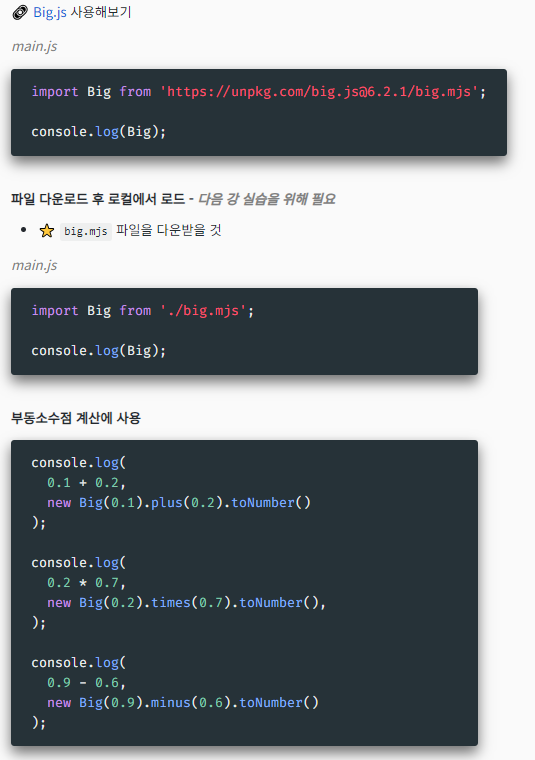 Big.js 사용해보기
main.js
import Big from 'https://unpkg.com/big.js@6.2.1/big.mjs';
console.log(Big);
파일 다운로드 후 로컬에서 로드 - 다음 강 실습을 위해 필요
big.mjs 파일을 다운받을 것
main.js
import Big from './big.mjs';
console.log(Big);
부동소수점 계산에 사용
console.log(
0.1 + 0.2,
new Big(0.1).plus(0.2).toNumber()
);
console.log(
0.2 * 0.7,
new Big(0.2).times(0.7).toNumber(),
);
console.log(
0.9 - 0.6,
new Big(0.9).minus(0.6).toNumber()
);